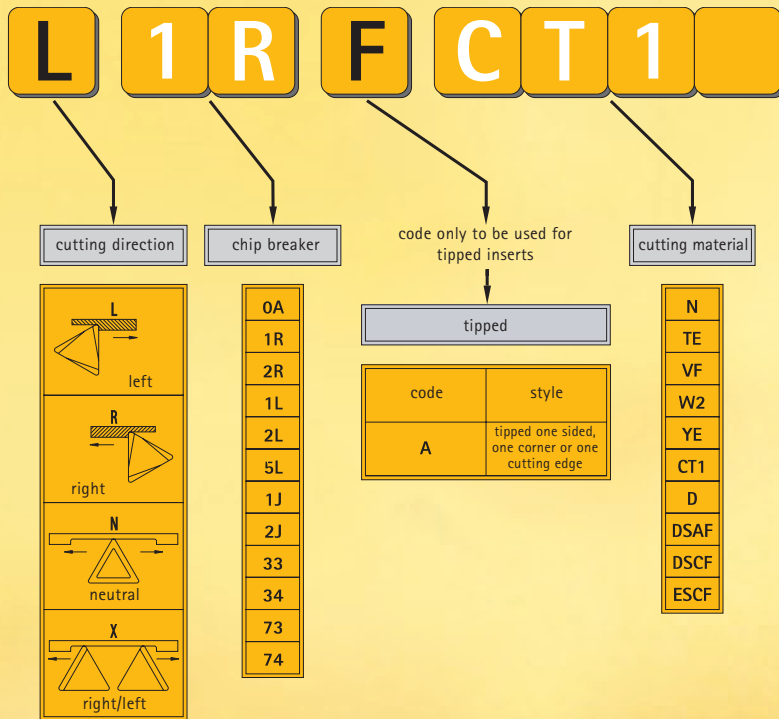 L 1 R F C T 1
cutting direction
L
left
R
right
N
neutral
X
right/left
chip breaker
0A
1R
2R
1L
2L
5L
1J
2J
33
34
73
74
code only to be used for
tipped inserts
tipped
code style
A
tipped one sided,
one corner or one
cutting edge
cutting material
N
TE
VF
W2
YE
CT1
D
DSAF
DSCF
ESCF